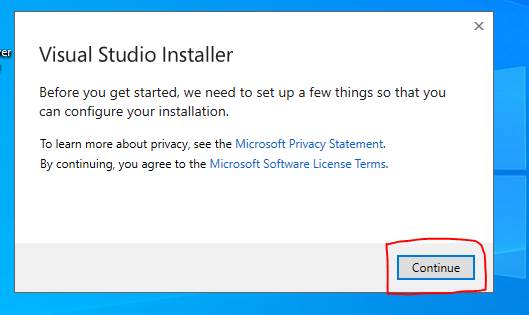 Visual Studio Installer
Before you get started, we need to set up a few things so that you
can configure your installation.
To learn more about privacy, see the Microsoft Privacy Statement.
By continuing, you agree to the Microsoft Software License Terms.
Continue